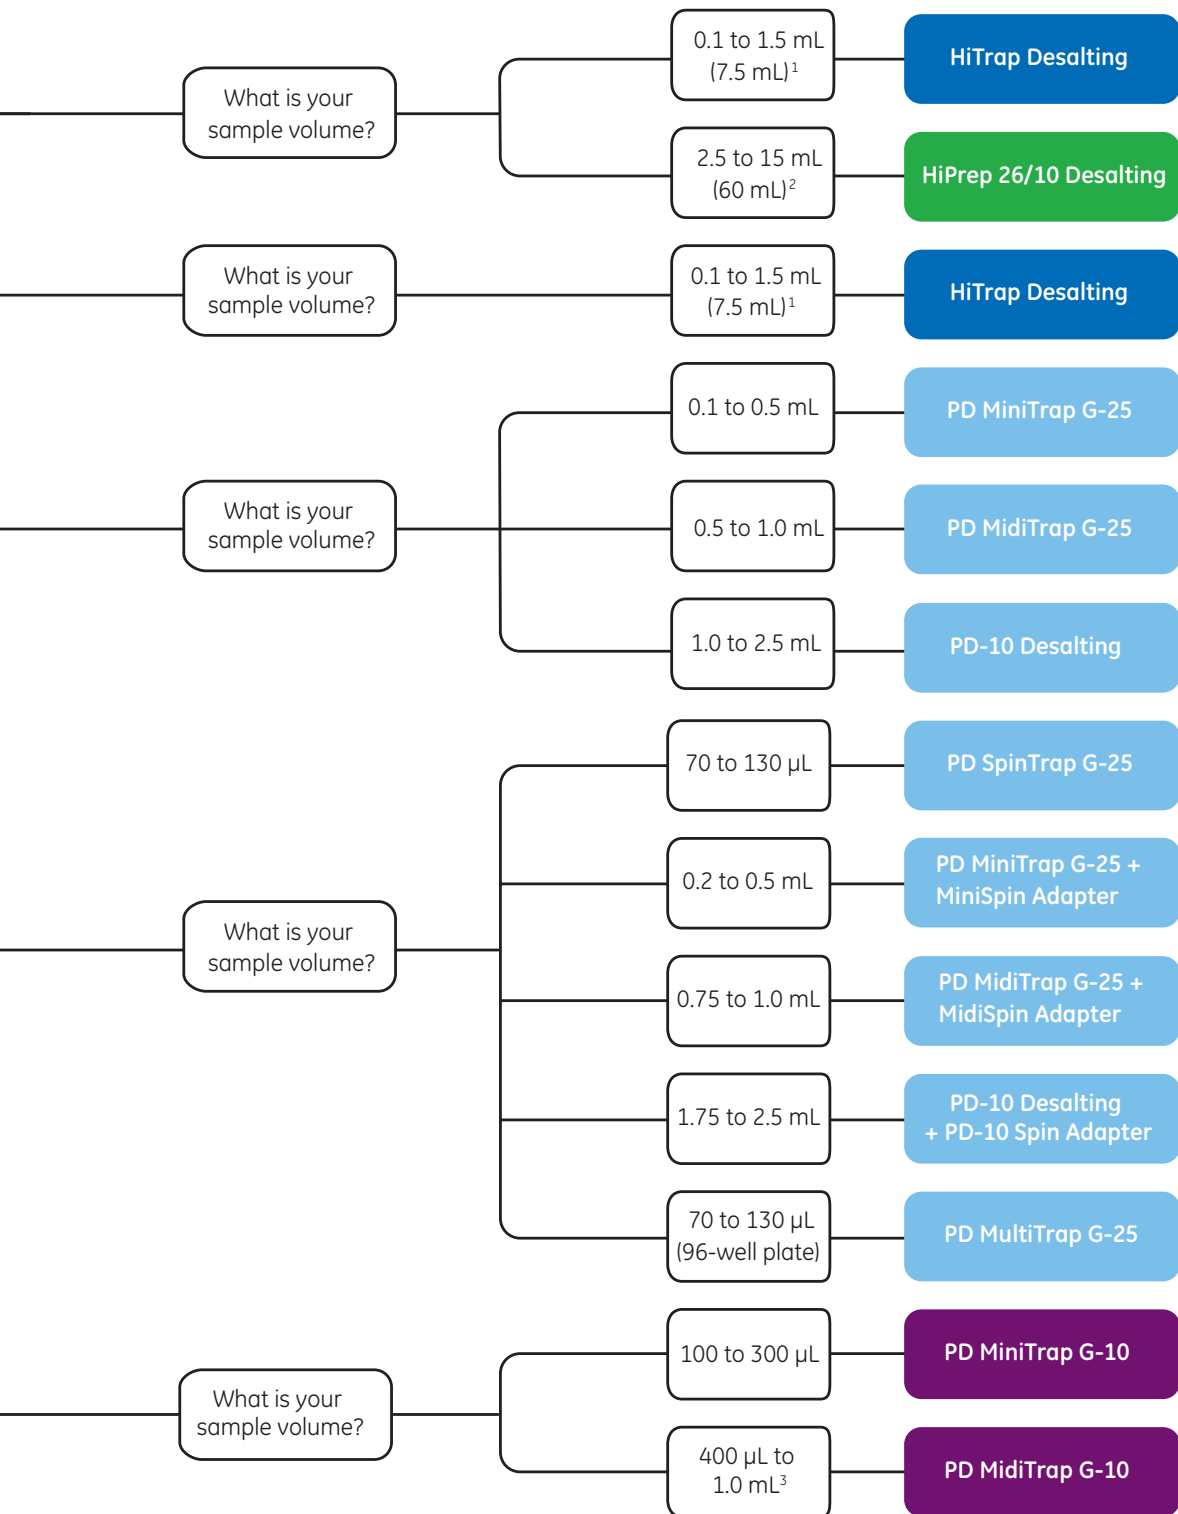 What is your
sample volume?
0.1 to 1.5 mL
(7.5 mL)¹
HiTrap Desalting
2.5 to 15 mL
(60 mL)²
HiPrep 26/10 Desalting
What is your
sample volume?
0.1 to 1.5 mL
(7.5 mL)¹
HiTrap Desalting
What is your
sample volume?
0.1 to 0.5 mL
PD MiniTrap G-25
0.5 to 1.0 mL
PD MidiTrap G-25
1.0 to 2.5 mL
PD-10 Desalting
What is your
sample volume?
70 to 130 µL
PD SpinTrap G-25
0.2 to 0.5 mL
PD MiniTrap G-25 +
MiniSpin Adapter
0.75 to 1.0 mL
PD MidiTrap G-25 +
MidiSpin Adapter
1.75 to 2.5 mL
PD-10 Desalting
+ PD-10 Spin Adapter
70 to 130 µL
(96-well plate)
PD MultiTrap G-25
What is your
sample volume?
100 to 300 µL
PD MiniTrap G-10
400 µL to
1.0 mL³
PD MidiTrap G-10